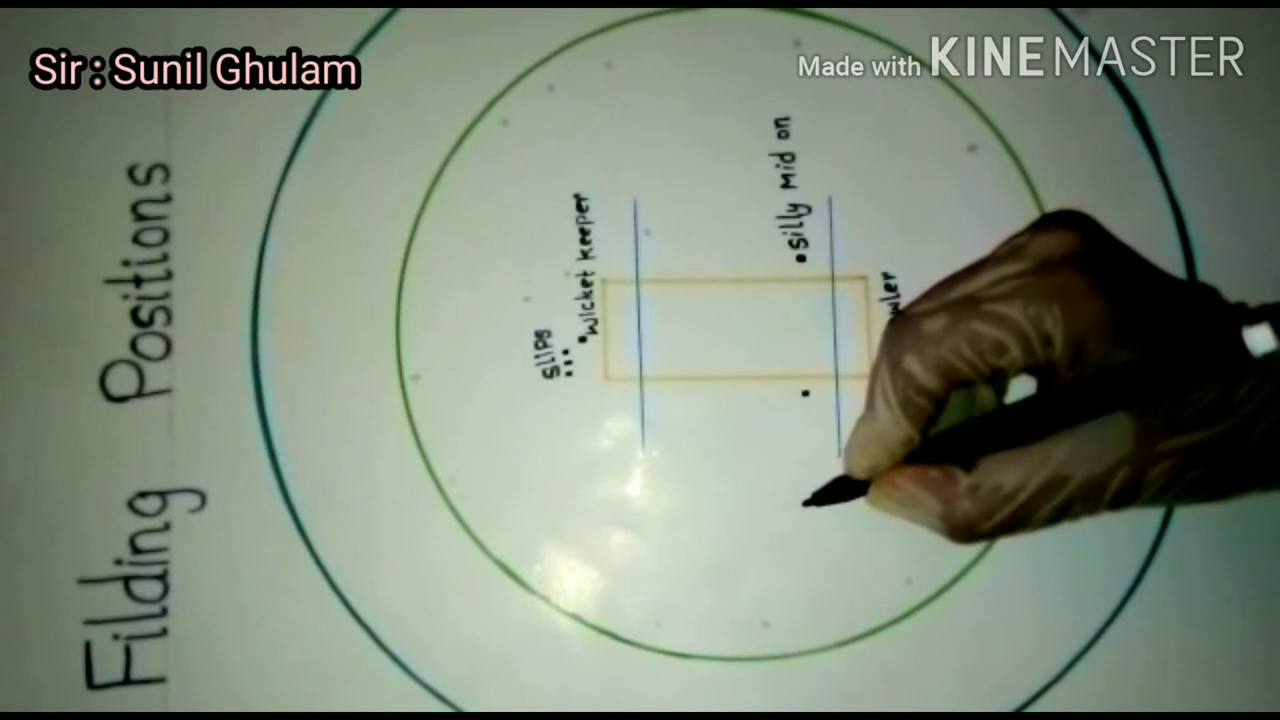 Sir : Sunil Ghulam
Made with KINEMASTER
Filding Positions
slips
wicket keeper
silly mid on